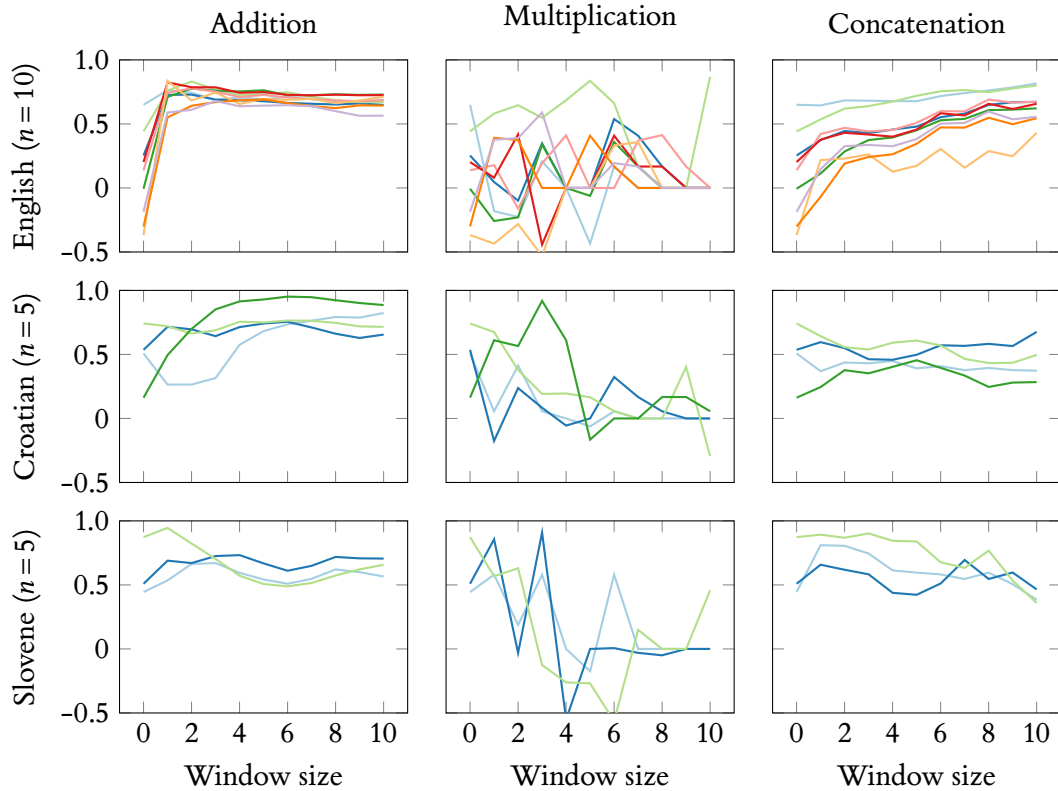 Addition
Multiplication
Concatenation
English (n = 10)
1.0
0.5
0
−0.5
Croatian (n = 5)
1.0
0.5
0
−0.5
Slovene (n = 5)
1.0
0.5
0
−0.5
0 2 4 6 8 10
0 2 4 6 8 10
0 2 4 6 8 10
Window size
Window size
Window size